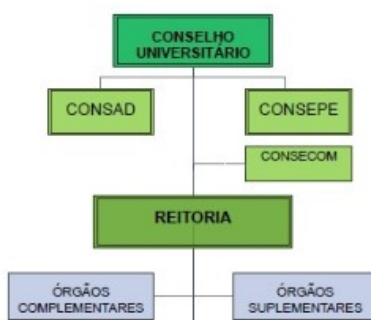 CONSELHO
UNIVERSITÁRIO
CONSAD
CONSEPE
CONSECOM
REITORIA
ÓRGÃOS
COMPLEMENTARES
ÓRGÃOS
SUPLEMENTARES